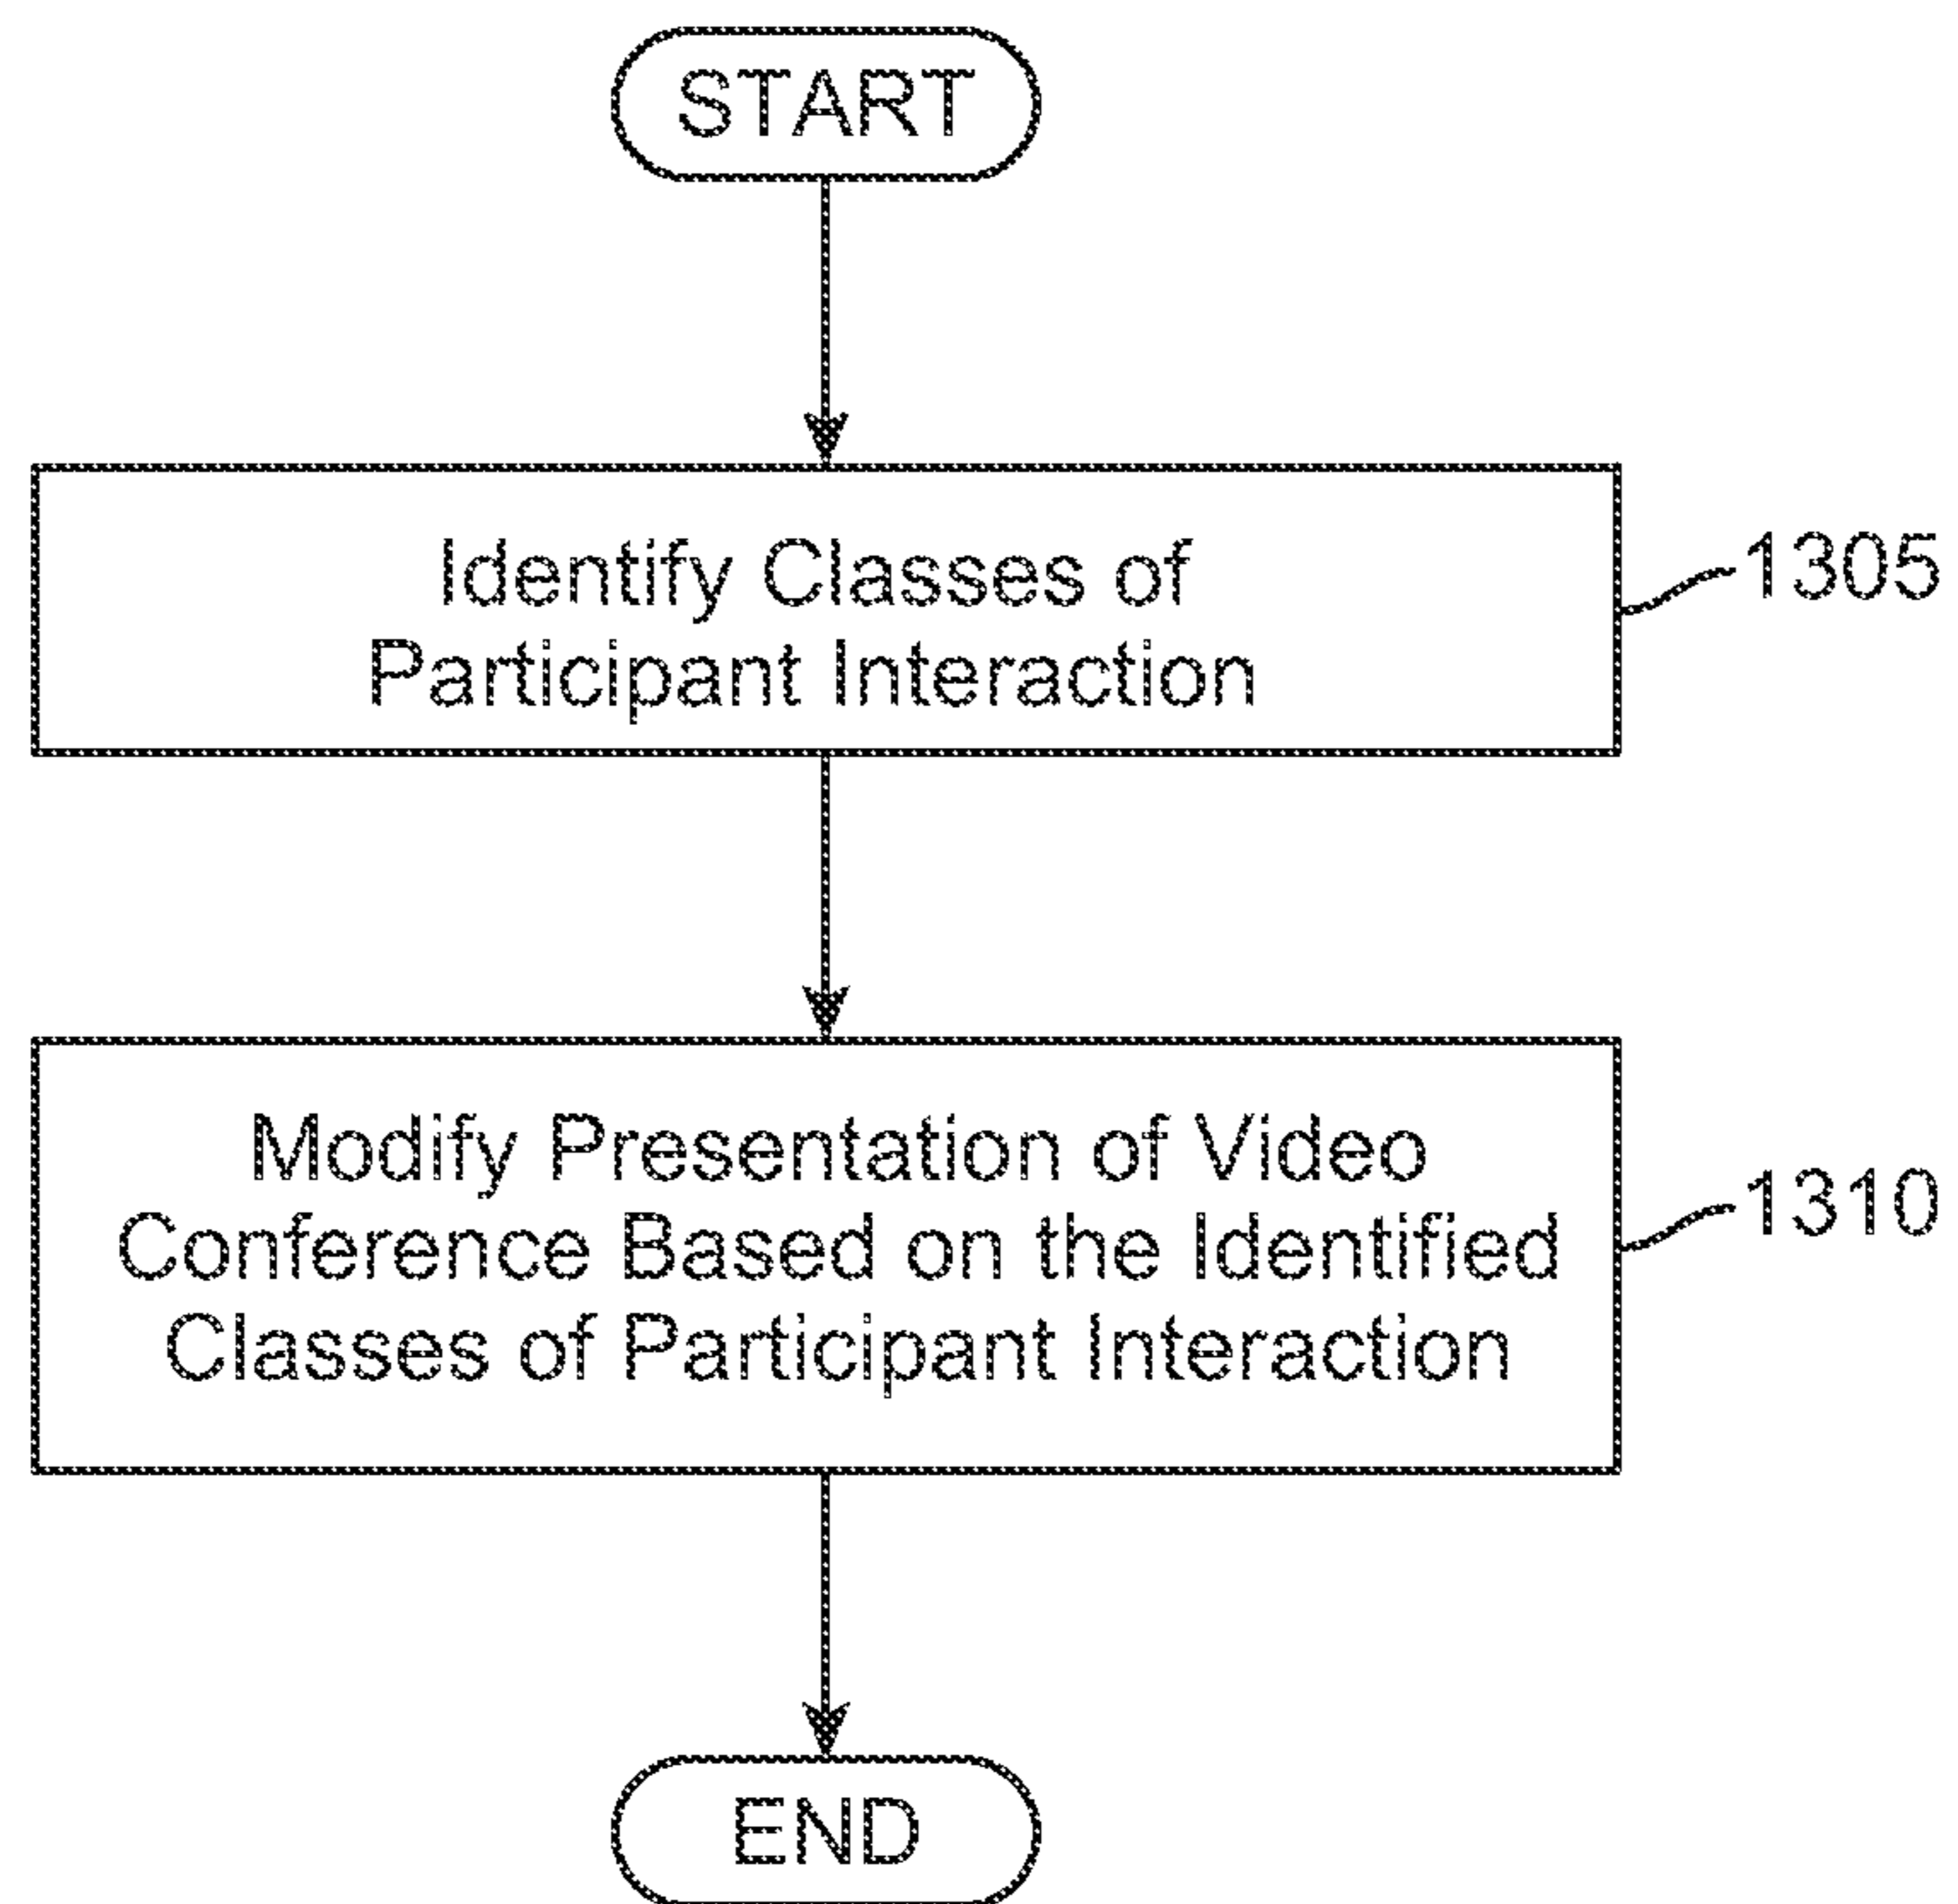 START
Identify Classes of
Participant Interaction
1305
Modify Presentation of Video
Conference Based on the Identified
Classes of Participant Interaction
1310
END